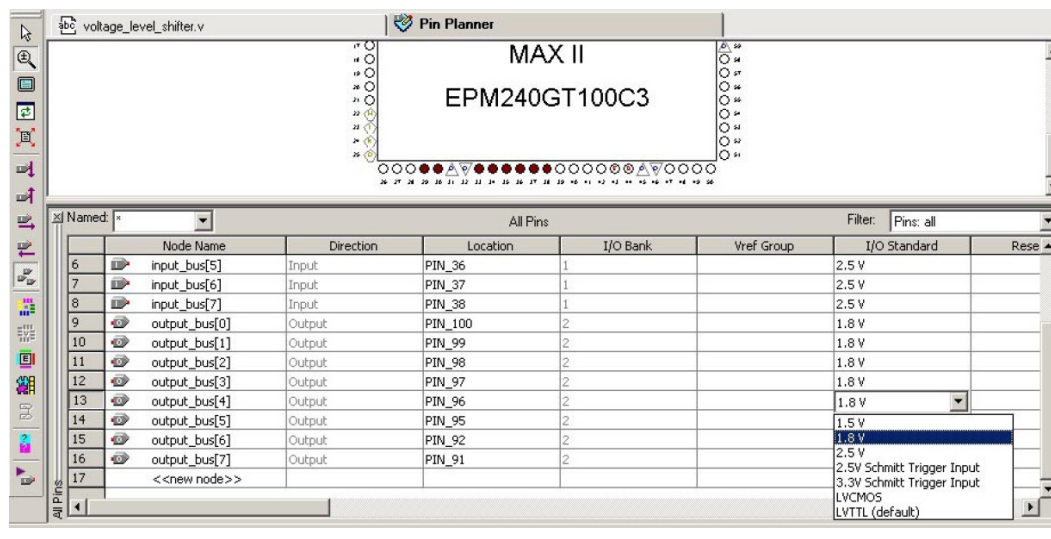 abc voltage_level_shifter.v
Pin Planner
MAX II
EPM240GT100C3
Named: *
All Pins
Filter: Pins: all
Node Name Direction Location I/O Bank Vref Group I/O Standard Rese
6 input_bus[5] Input PIN_36 1 2.5 V
7 input_bus[6] Input PIN_37 1 2.5 V
8 input_bus[7] Input PIN_38 1 2.5 V
9 output_bus[0] Output PIN_100 2 1.8 V
10 output_bus[1] Output PIN_99 2 1.8 V
11 output_bus[2] Output PIN_98 2 1.8 V
12 output_bus[3] Output PIN_97 2 1.8 V
13 output_bus[4] Output PIN_96 2 1.8 V
14 output_bus[5] Output PIN_95 2
15 output_bus[6] Output PIN_92 2
16 output_bus[7] Output PIN_91 2
17 <<new node>>
1.5 V
1.8 V
2.5 V
2.5V Schmitt Trigger Input
3.3V Schmitt Trigger Input
LVCMOS
LVTTL (default)
All Pins